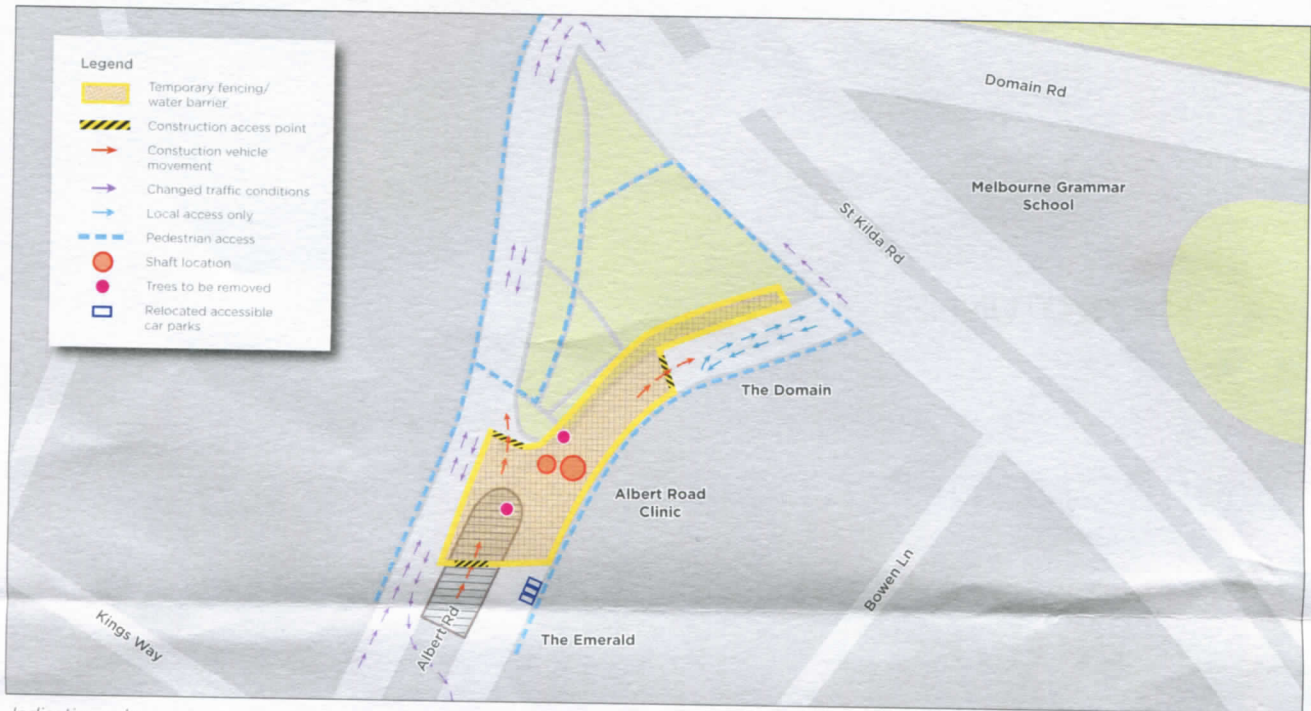 Legend
Temporary fencing/
water barrier
Construction access point
Constuction vehicle
movement
Changed traffic conditions
Local access only
Pedestrian access
Shaft location
Trees to be removed
Relocated accessible
car parks
Domain Rd
Melbourne Grammar
School
St Kilda Rd
The Domain
Albert Road
Clinic
Bowen Ln
Kings Way
Albert Rd
The Emerald